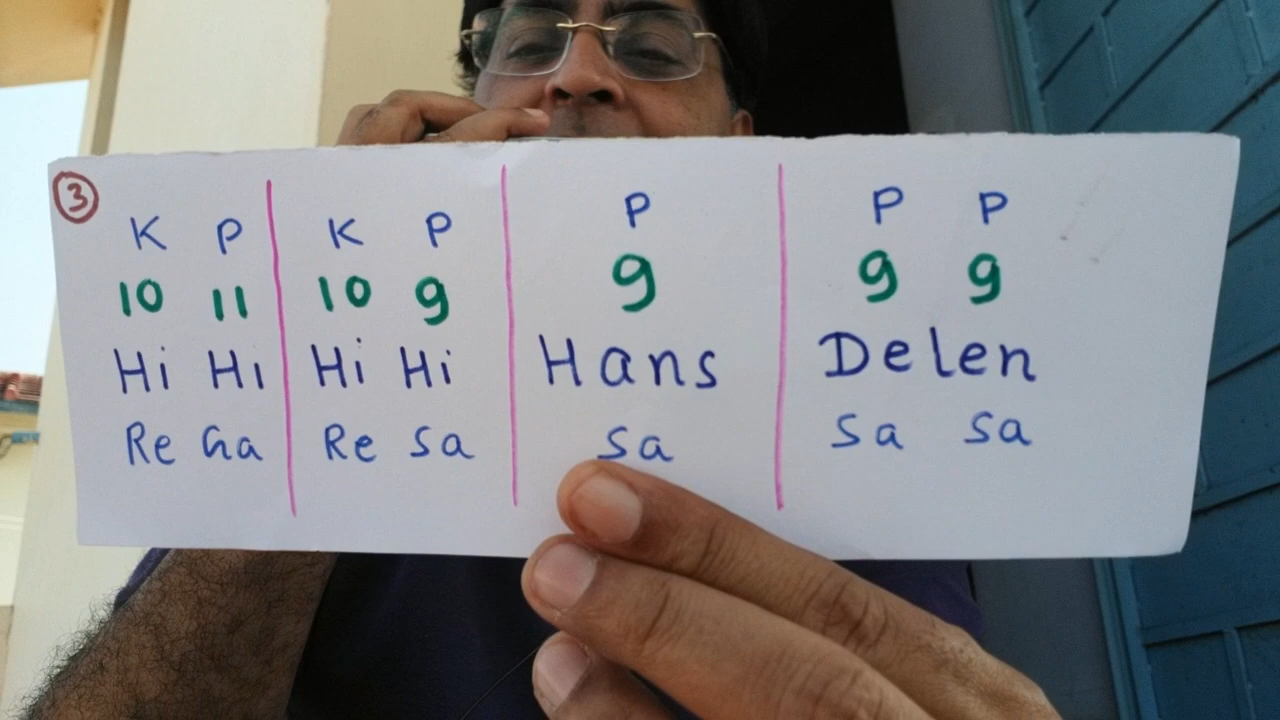 3
K P K P P P P
10 11 10 9 9 9 9
Hi Hi Hi Hi Hans Delen
Re Ga Re Sa Sa Sa Sa